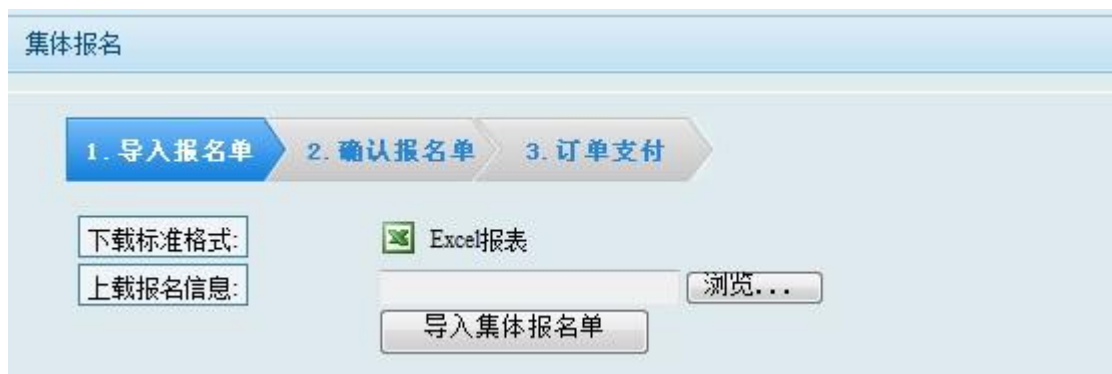 集体报名
1.导入报名单 2.确认报名单 3.订单支付
下载标准格式: Excel报表
上载报名信息: 浏览...
导入集体报名单